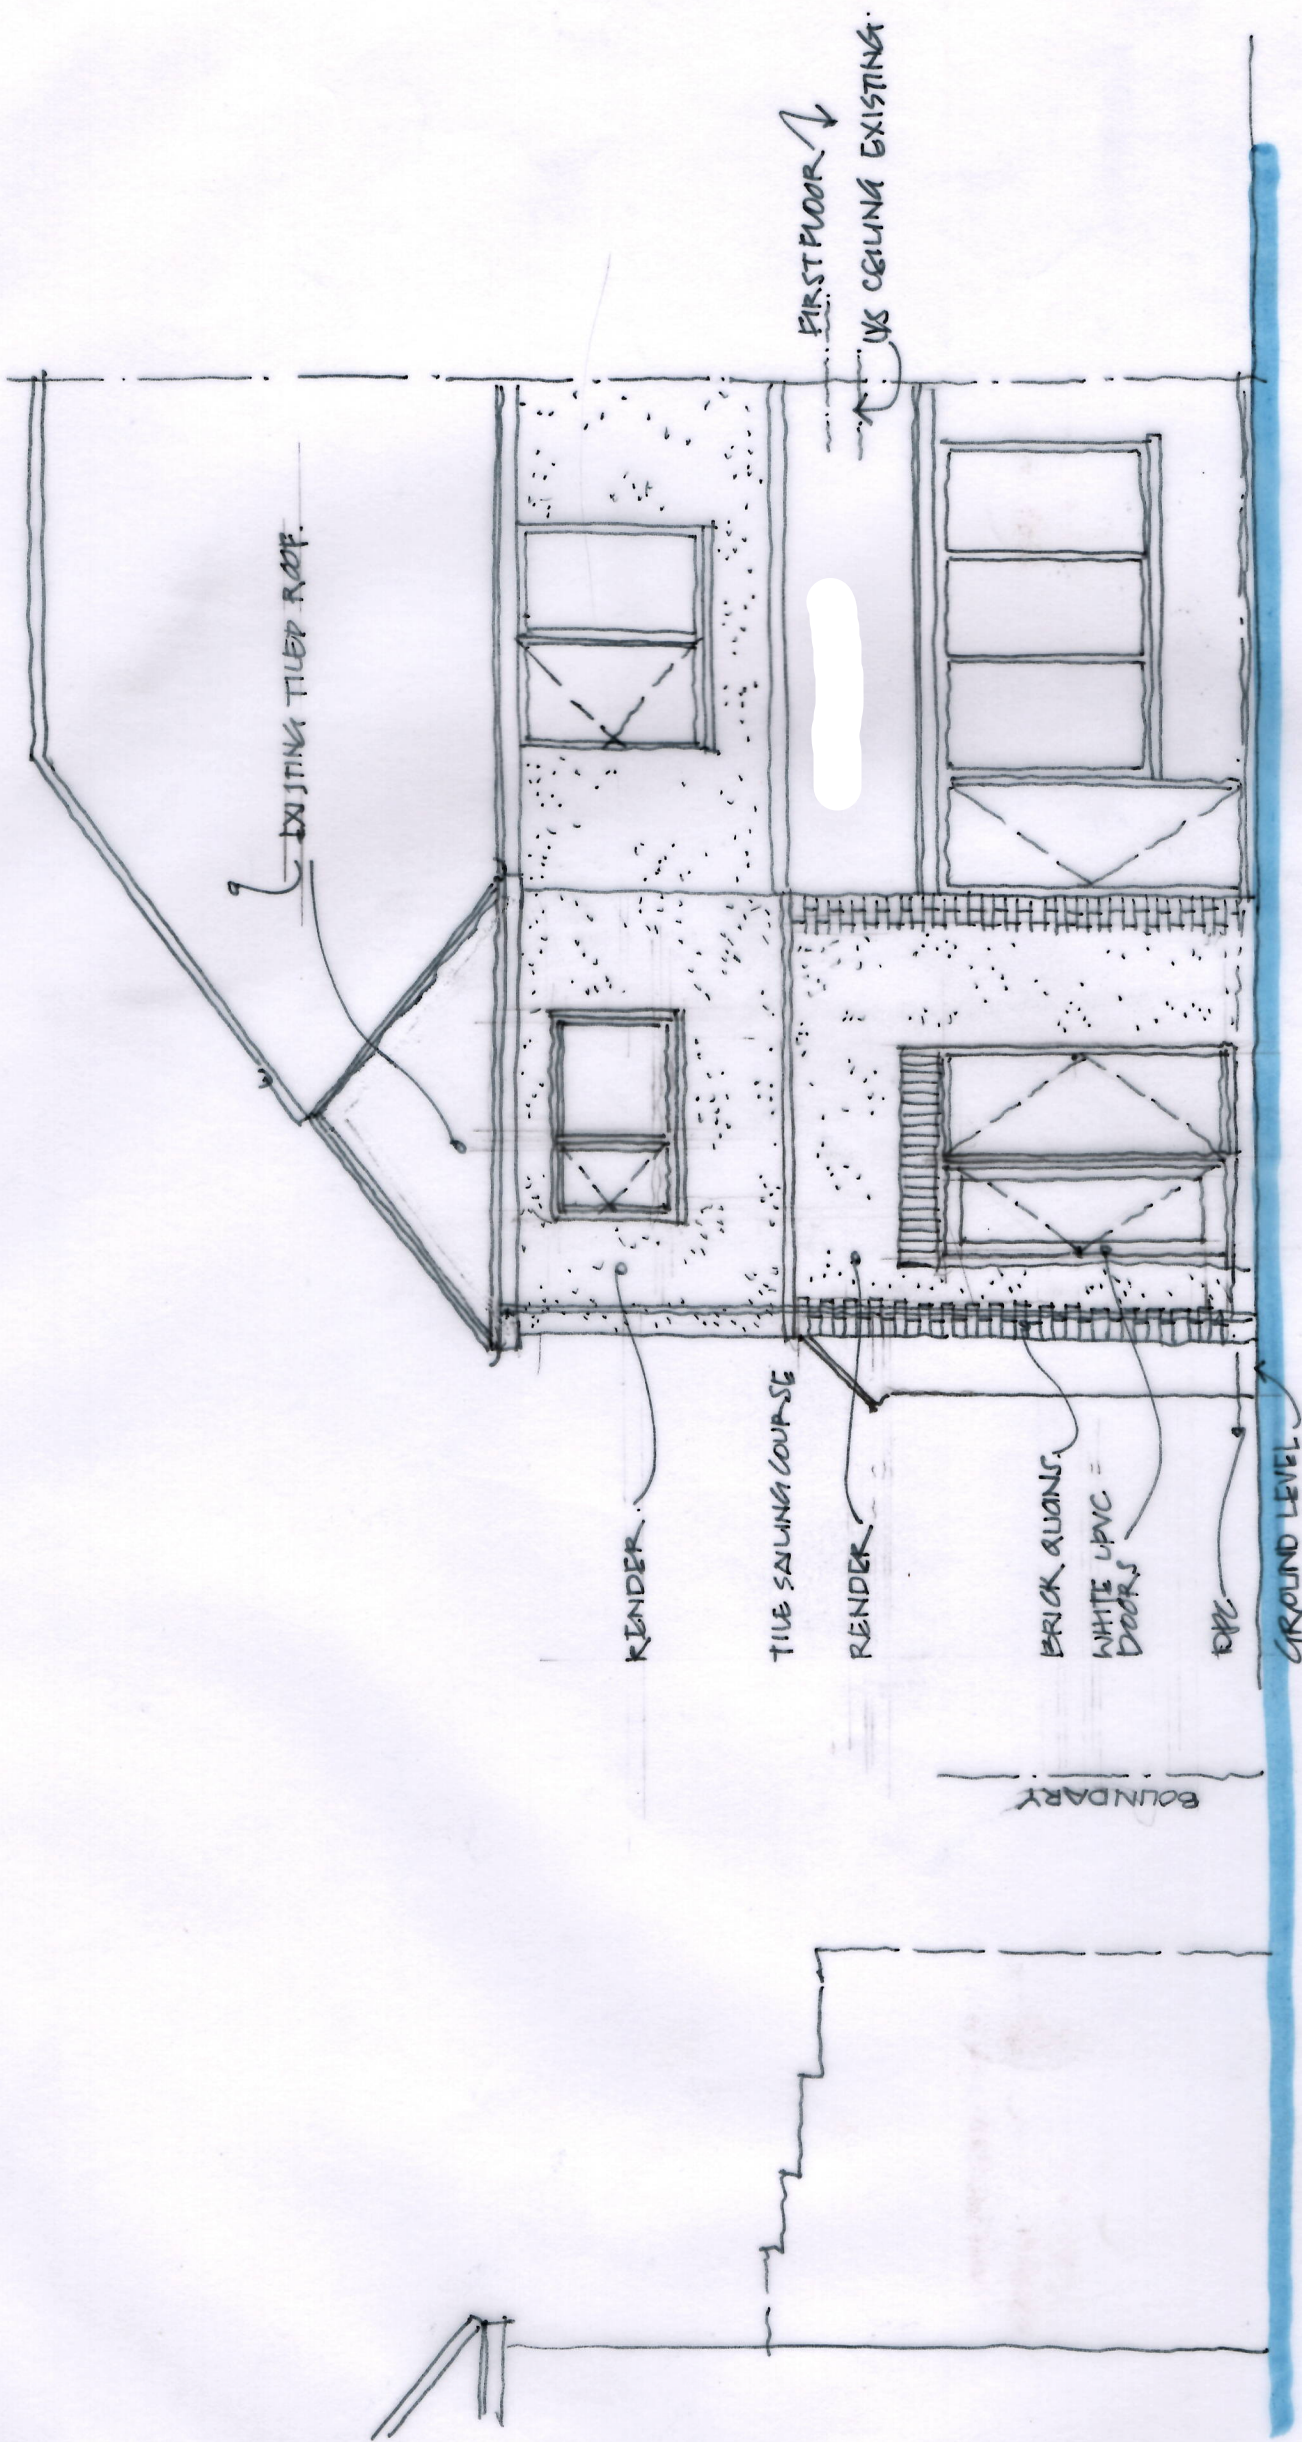 EXISTING TILED ROOF.
FIRST FLOOR.
U/S CEILING EXISTING.
RENDER.
TILE SAILING COURSE
RENDER.
BRICK QUOINS.
WHITE UPVC
DOORS
DPC
GROUND LEVEL.
BOUNDARY